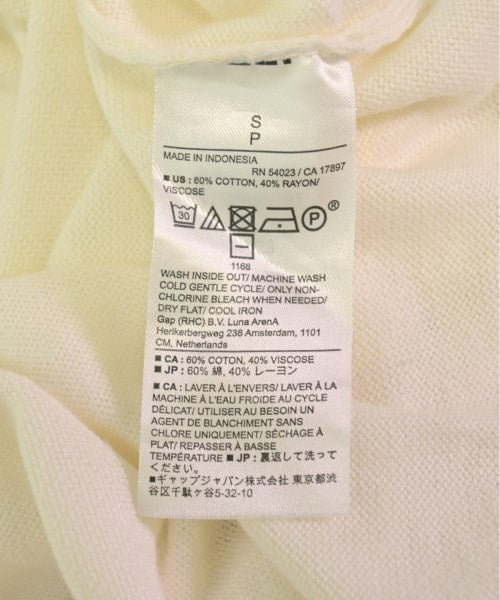 S
P
MADE IN INDONESIA
RN 54023 / CA 17897
■ US : 60% COTTON, 40% RAYON/
VISCOSE
30 P ®
1166
WASH INSIDE OUT/ MACHINE WASH
COLD GENTLE CYCLE/ ONLY NON-
CHLORINE BLEACH WHEN NEEDED/
DRY FLAT/ COOL IRON
Gap (RHC) B.V. Luna ArenA
Herikerbergweg 238 Amsterdam, 1101
CM, Netherlands
■ CA : 60% COTON, 40% VISCOSE
■ JP : 60% 綿, 40% レーヨン
■ CA : LAVER À L'ENVERS/ LAVER À LA
MACHINE À L'EAU FROIDE AU CYCLE
DÉLICAT/ UTILISER AU BESOIN UN
AGENT DE BLANCHIMENT SANS
CHLORE UNIQUEMENT/ SÉCHAGE À
PLAT/ REPASSER À BASSE
TEMPÉRATURE ■ JP : 裏返して洗って
ください。
■ギャップジャパン株式会社 東京都渋
谷区千駄ヶ谷5-32-10